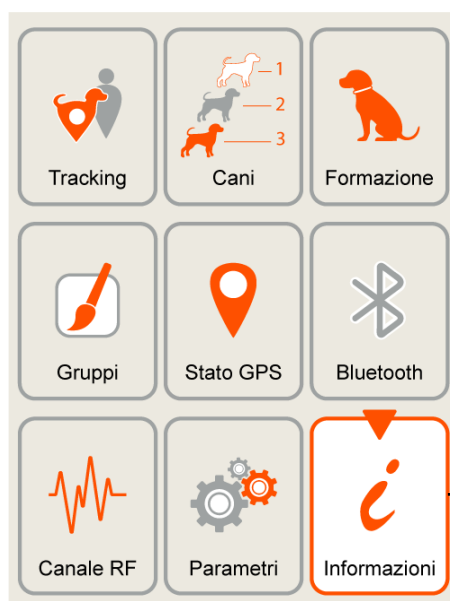 1
2
3
Tracking
Cani
Formazione
Gruppi
Stato GPS
Bluetooth
Canale RF
Parametri
Informazioni